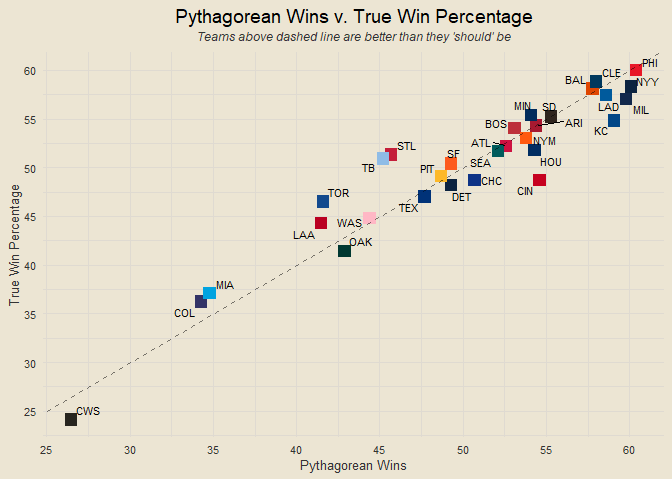 Pythagorean Wins v. True Win Percentage
Teams above dashed line are better than they 'should' be
True Win Percentage
60
55
50
45
40
35
30
25
PHI
CLE
BAL
NYY
LAD
MIL
MIN
SD
KC
BOS
ARI
ATL
NYM
STL
SF
SEA
HOU
TB
PIT
CHC
CIN
TOR
TEX
DET
WAS
LAA
OAK
MIA
COL
CWS
25 30 35 40 45 50 55 60
Pythagorean Wins